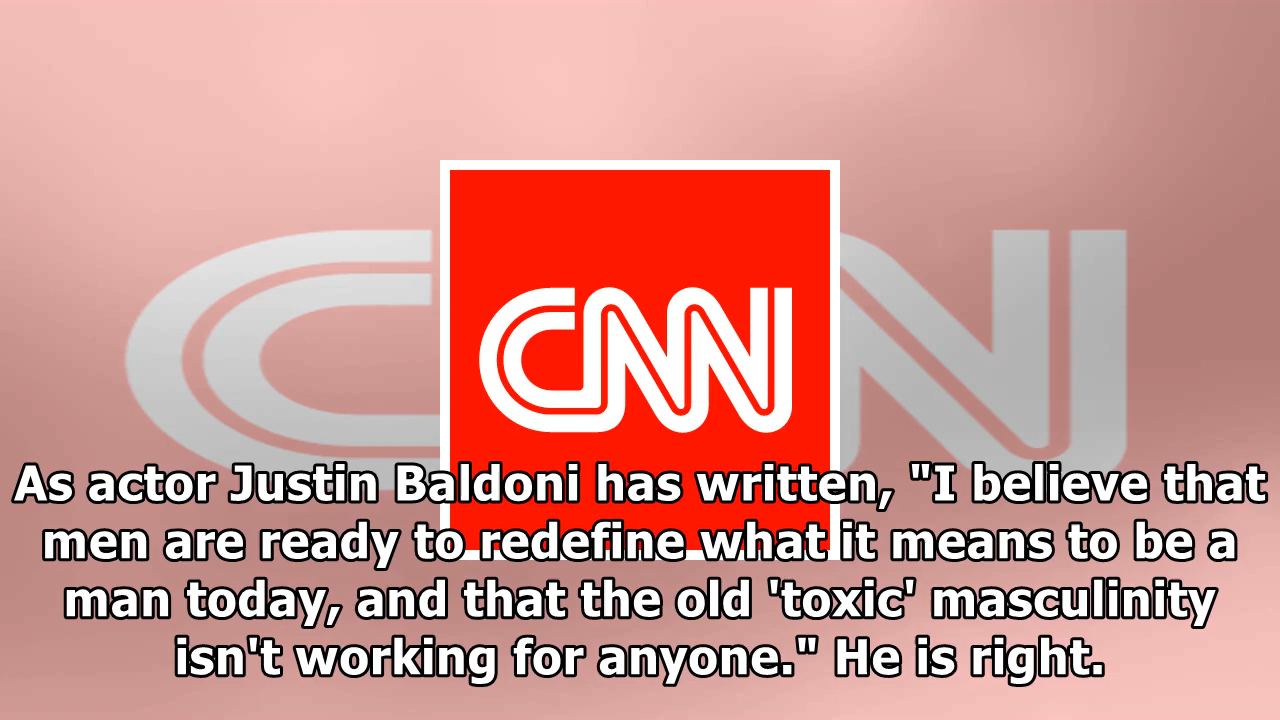 CNN
As actor Justin Baldoni has written, "I believe that
men are ready to redefine what it means to be a
man today, and that the old 'toxic' masculinity
isn't working for anyone." He is right.